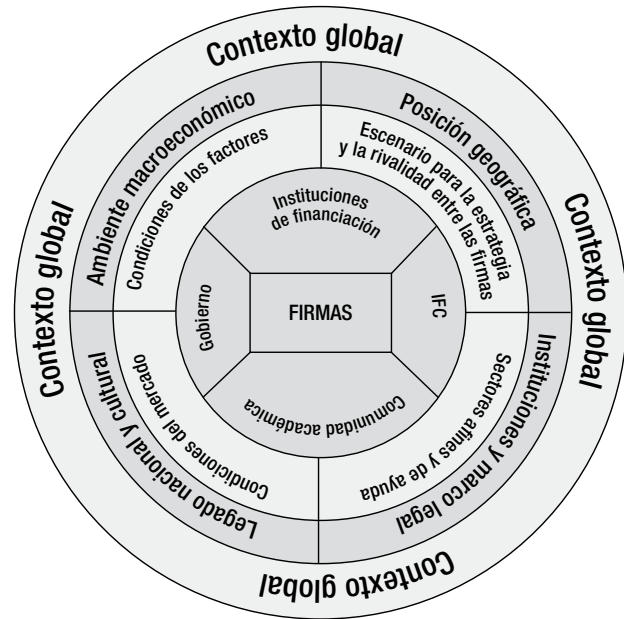 Contexto global
Contexto global
Contexto global
Contexto global
Ambiente macroeconómico
Posición geográfica
Instituciones y marco legal
Legado nacional y cultural
Condiciones de los factores
Escenario para la estrategia
y la rivalidad entre las firmas
Sectores afines y de ayuda
Condiciones del mercado
Instituciones
de financiación
IFC
Comunidad académica
Gobierno
FIRMAS